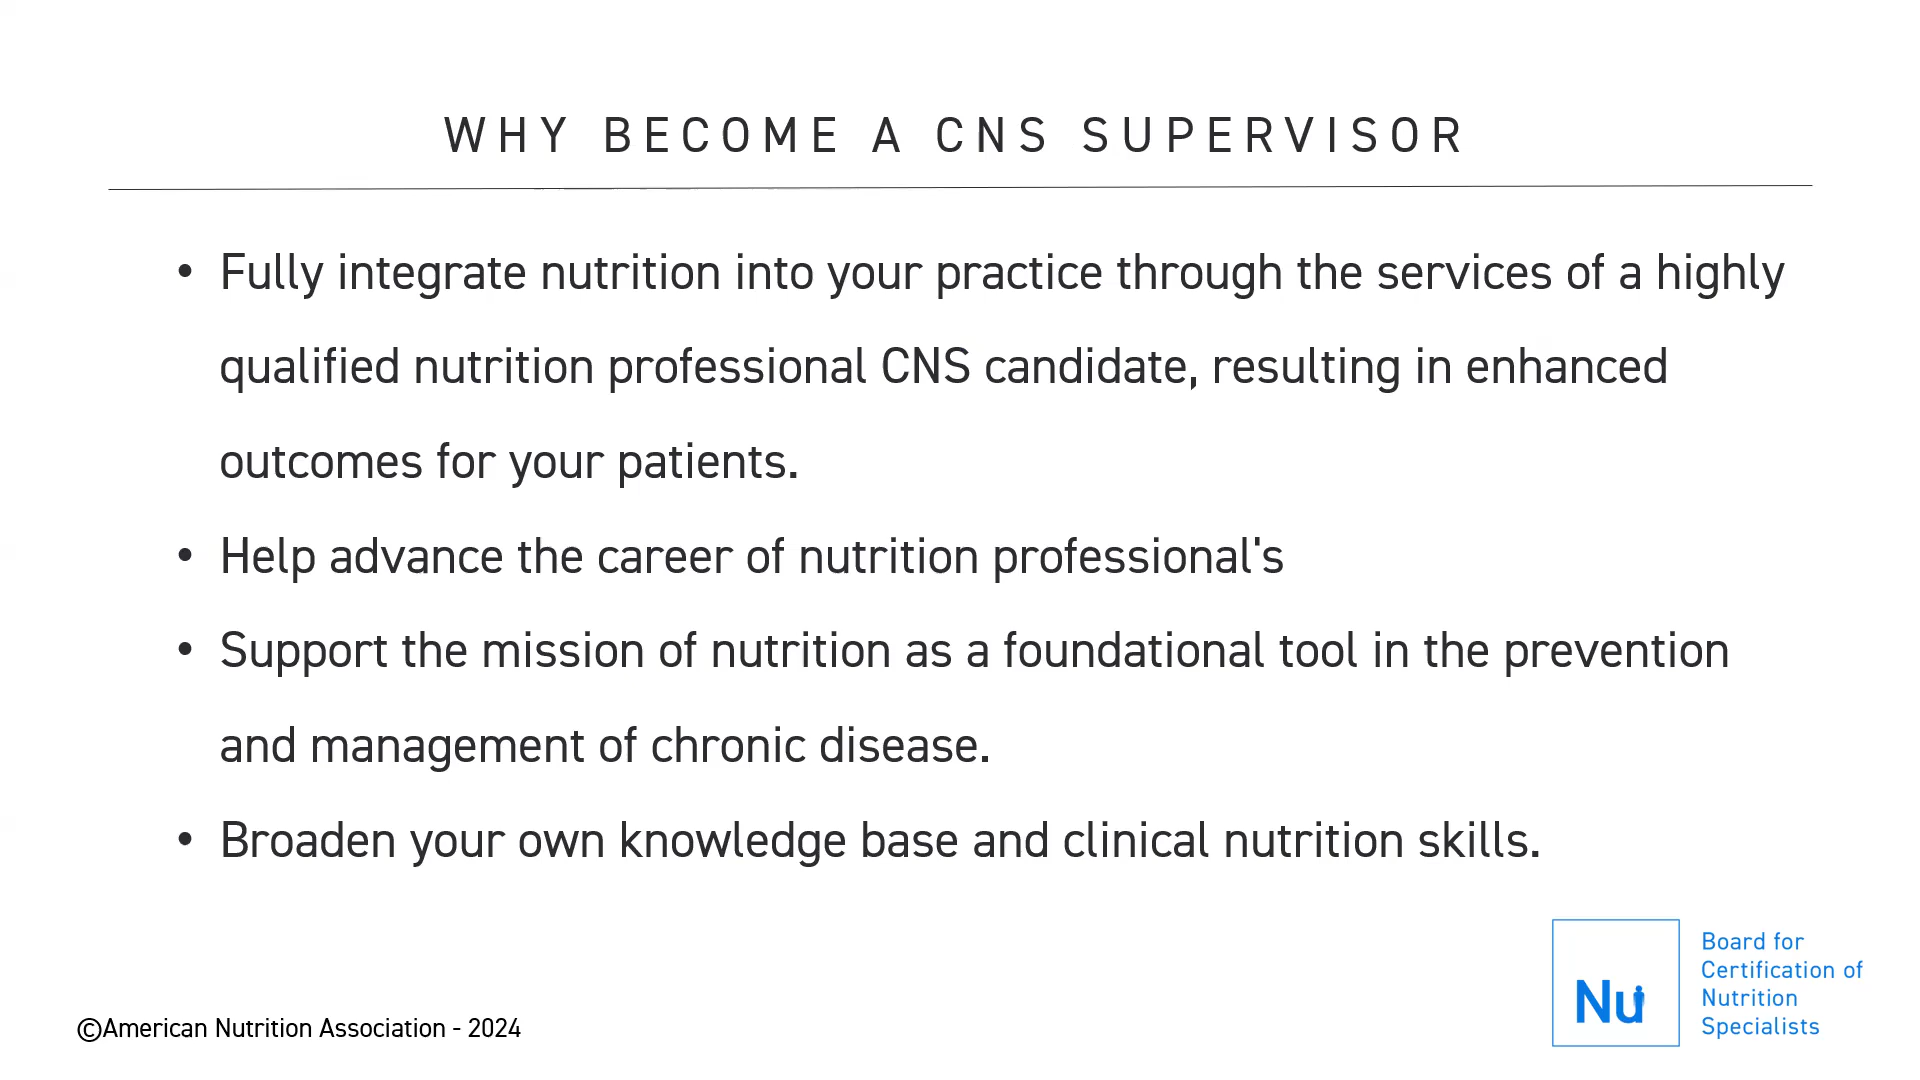 WHY BECOME A CNS SUPERVISOR
• Fully integrate nutrition into your practice through the services of a highly
qualified nutrition professional CNS candidate, resulting in enhanced
outcomes for your patients.
• Help advance the career of nutrition professional's
• Support the mission of nutrition as a foundational tool in the prevention
and management of chronic disease.
• Broaden your own knowledge base and clinical nutrition skills.
Nu
Board for
Certification of
Nutrition
Specialists
©American Nutrition Association - 2024